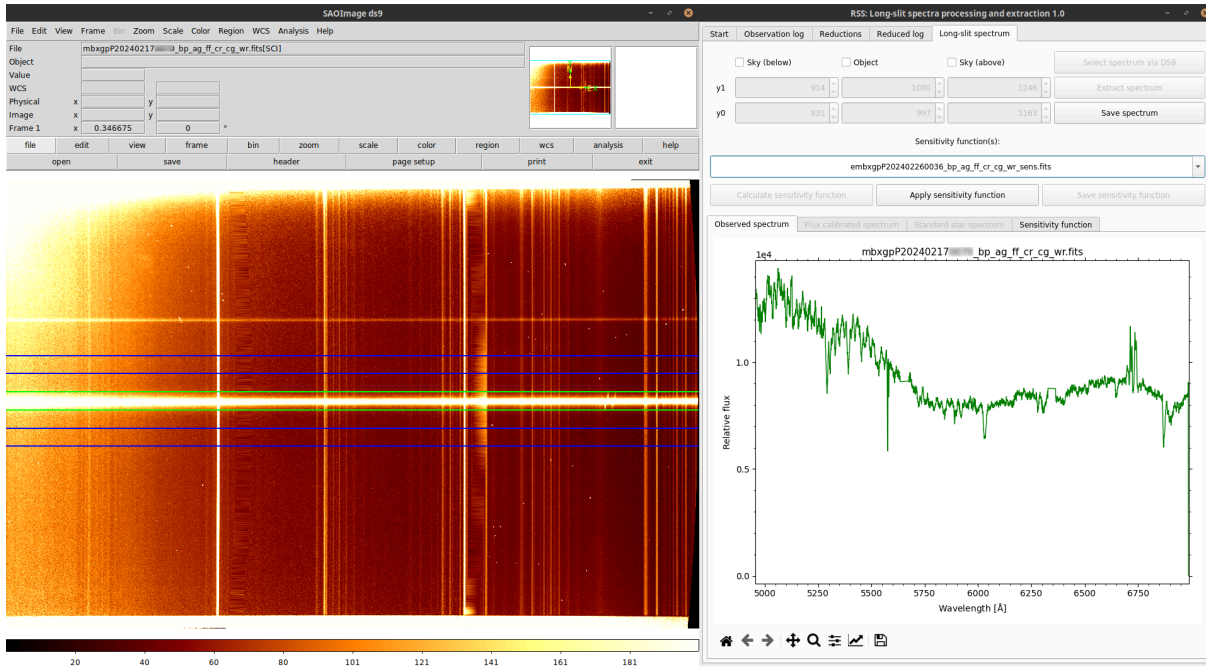 SAOImage ds9
File Edit View Frame Bin Zoom Scale Color Region WCS Analysis Help
File mbxgpP20240217 _bp_ag_ff_cr_cg_wr.fits[SCI]
Object
Value
WCS
Physical x y
Image x y
Frame 1 x 0.346675 0 °
N
E X
file edit view frame bin zoom scale color region wcs analysis help
open save header page setup print exit
20 40 60 80 101 121 141 161 181
RSS: Long-slit spectra processing and extraction 1.0
Start Observation log Reductions Reduced log Long-slit spectrum
Sky (below) Object Sky (above) Select spectrum via DS9
y1 914 1080 1246 Extract spectrum
y0 831 997 1163 Save spectrum
Sensitivity function(s):
embxgpP202402260036_bp_ag_ff_cr_cg_wr_sens.fits
Calculate sensitivity function Apply sensitivity function Save sensitivity function
Observed spectrum Flux calibrated spectrum Standard star spectrum Sensitivity function
mbxgpP20240217 _bp_ag_ff_cr_cg_wr.fits
1e4
1.0
Relative flux
0.5
0.0
5000 5250 5500 5750 6000 6250 6500 6750
Wavelength [Å]